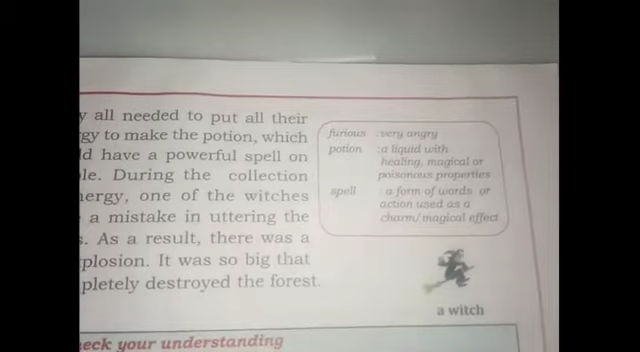 y all needed to put all their
gy to make the potion, which
ld have a powerful spell on
le. During the collection
nergy, one of the witches
a mistake in uttering the
s. As a result, there was a
plosion. It was so big that
pletely destroyed the forest.
furious : very angry
potion : a liquid with
healing, magical or
poisonous properties
spell : a form of words or
action used as a
charm/magical effect
a witch
eck your understanding